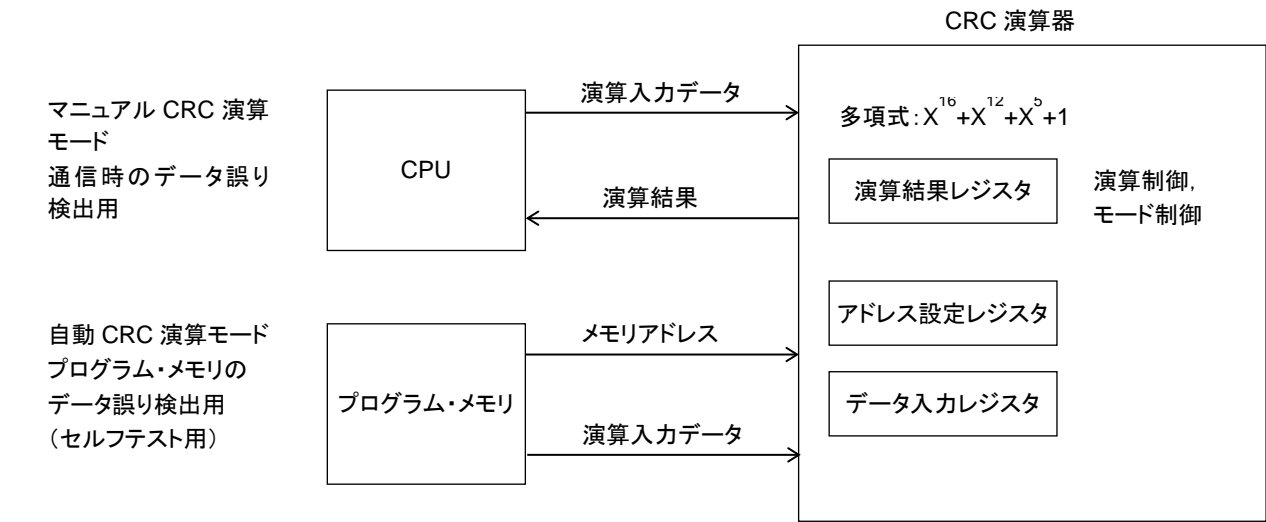 CRC 演算器
マニュアル CRC 演算
モード
通信時のデータ誤り
検出用
CPU
演算入力データ
演算結果
多項式:X^16+X^12+X^5+1
演算結果レジスタ
演算制御,
モード制御
アドレス設定レジスタ
データ入力レジスタ
自動 CRC 演算モード
プログラム・メモリの
データ誤り検出用
(セルフテスト用)
プログラム・メモリ
メモリアドレス
演算入力データ